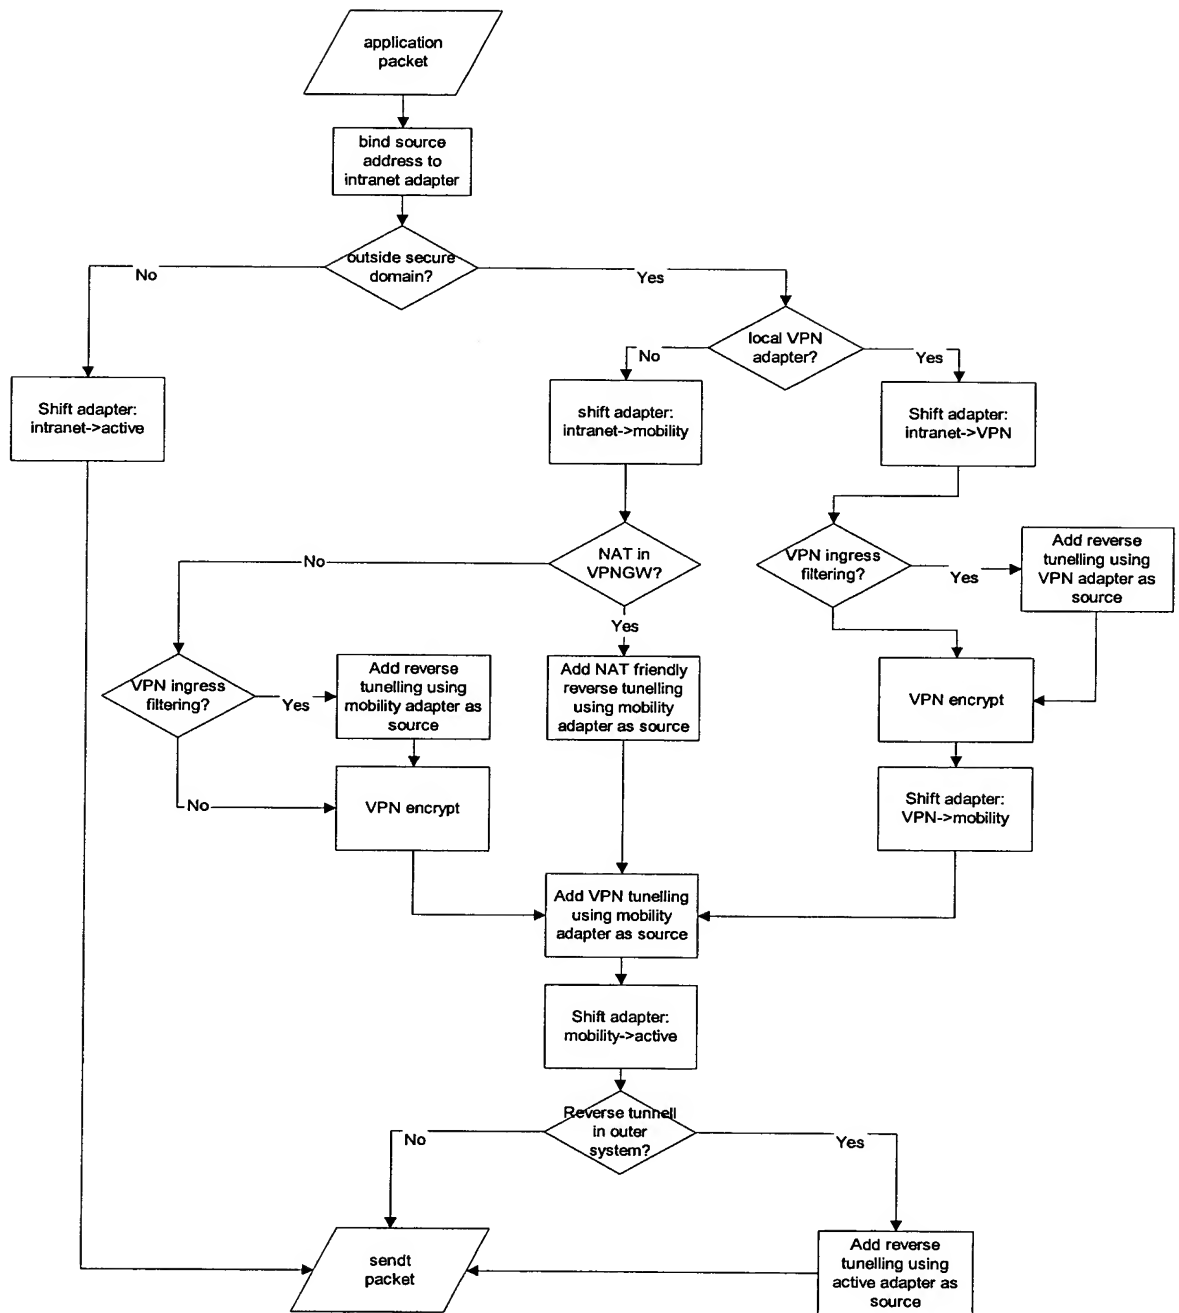 application
packet
bind source
address to
intranet adapter
outside secure
domain?
No
Yes
local VPN
adapter?
No
Yes
Shift adapter:
intranet->active
shift adapter:
intranet->mobility
Shift adapter:
intranet->VPN
NAT in
VPNGW?
No
Yes
VPN ingress
filtering?
Yes
Add reverse
tunelling using
VPN adapter as
source
VPN ingress
filtering?
Yes
No
Add reverse
tunelling using
mobility adapter as
source
Add NAT friendly
reverse tunelling
using mobility
adapter as source
VPN encrypt
VPN encrypt
Shift adapter:
VPN->mobility
Add VPN tunelling
using mobility
adapter as source
Shift adapter:
mobility->active
Reverse tunnell
in outer
system?
No
Yes
sendt
packet
Add reverse
tunelling using
active adapter as
source